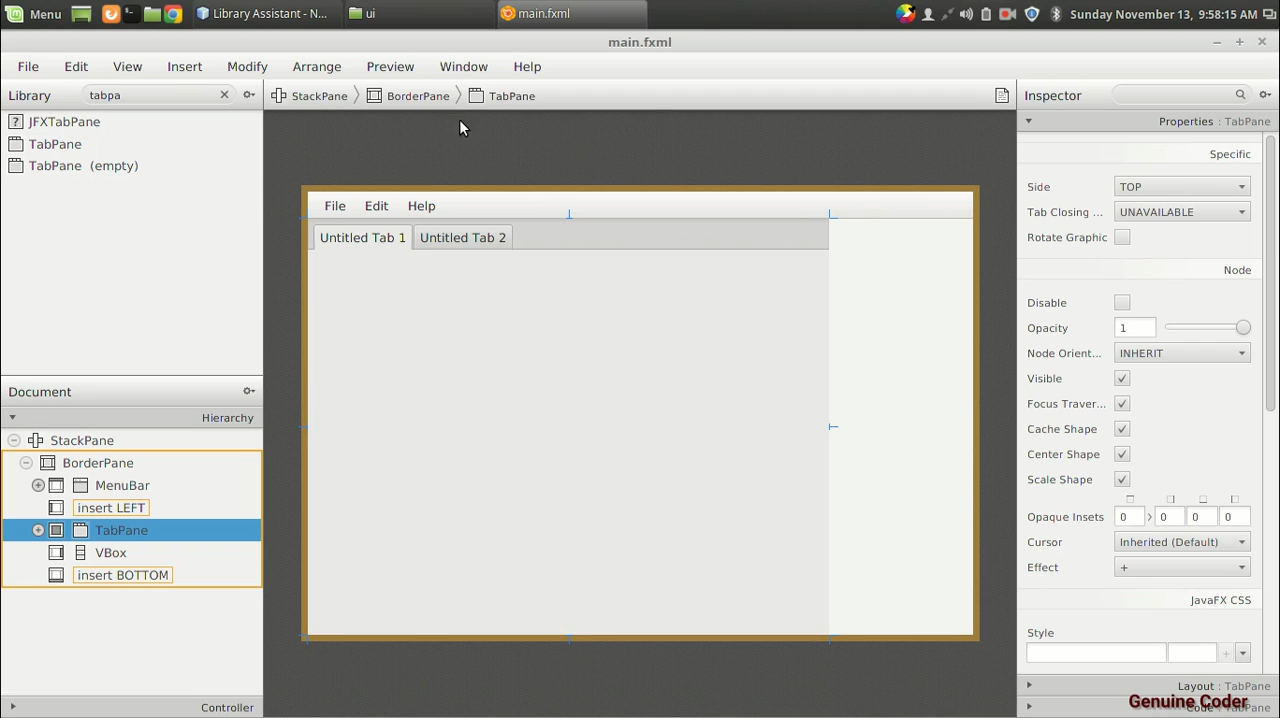 Menu
Library Assistant - N...
ui
main.fxml
Sunday November 13, 9:58:15 AM
main.fxml
File Edit View Insert Modify Arrange Preview Window Help
Library tabpa
StackPane BorderPane TabPane
Inspector
? JFXTabPane
TabPane
TabPane (empty)
File Edit Help
Untitled Tab 1 Untitled Tab 2
Document
Hierarchy
StackPane
BorderPane
MenuBar
insert LEFT
TabPane
VBox
insert BOTTOM
Controller
Properties : TabPane
Specific
Side TOP
Tab Closing ... UNAVAILABLE
Rotate Graphic
Node
Disable
Opacity 1
Node Orient... INHERIT
Visible
Focus Traver...
Cache Shape
Center Shape
Scale Shape
Opaque Insets 0 0 0 0
Cursor Inherited (Default)
Effect +
JavaFX CSS
Style
Layout : TabPane
Code : TabPane
Genuine Coder